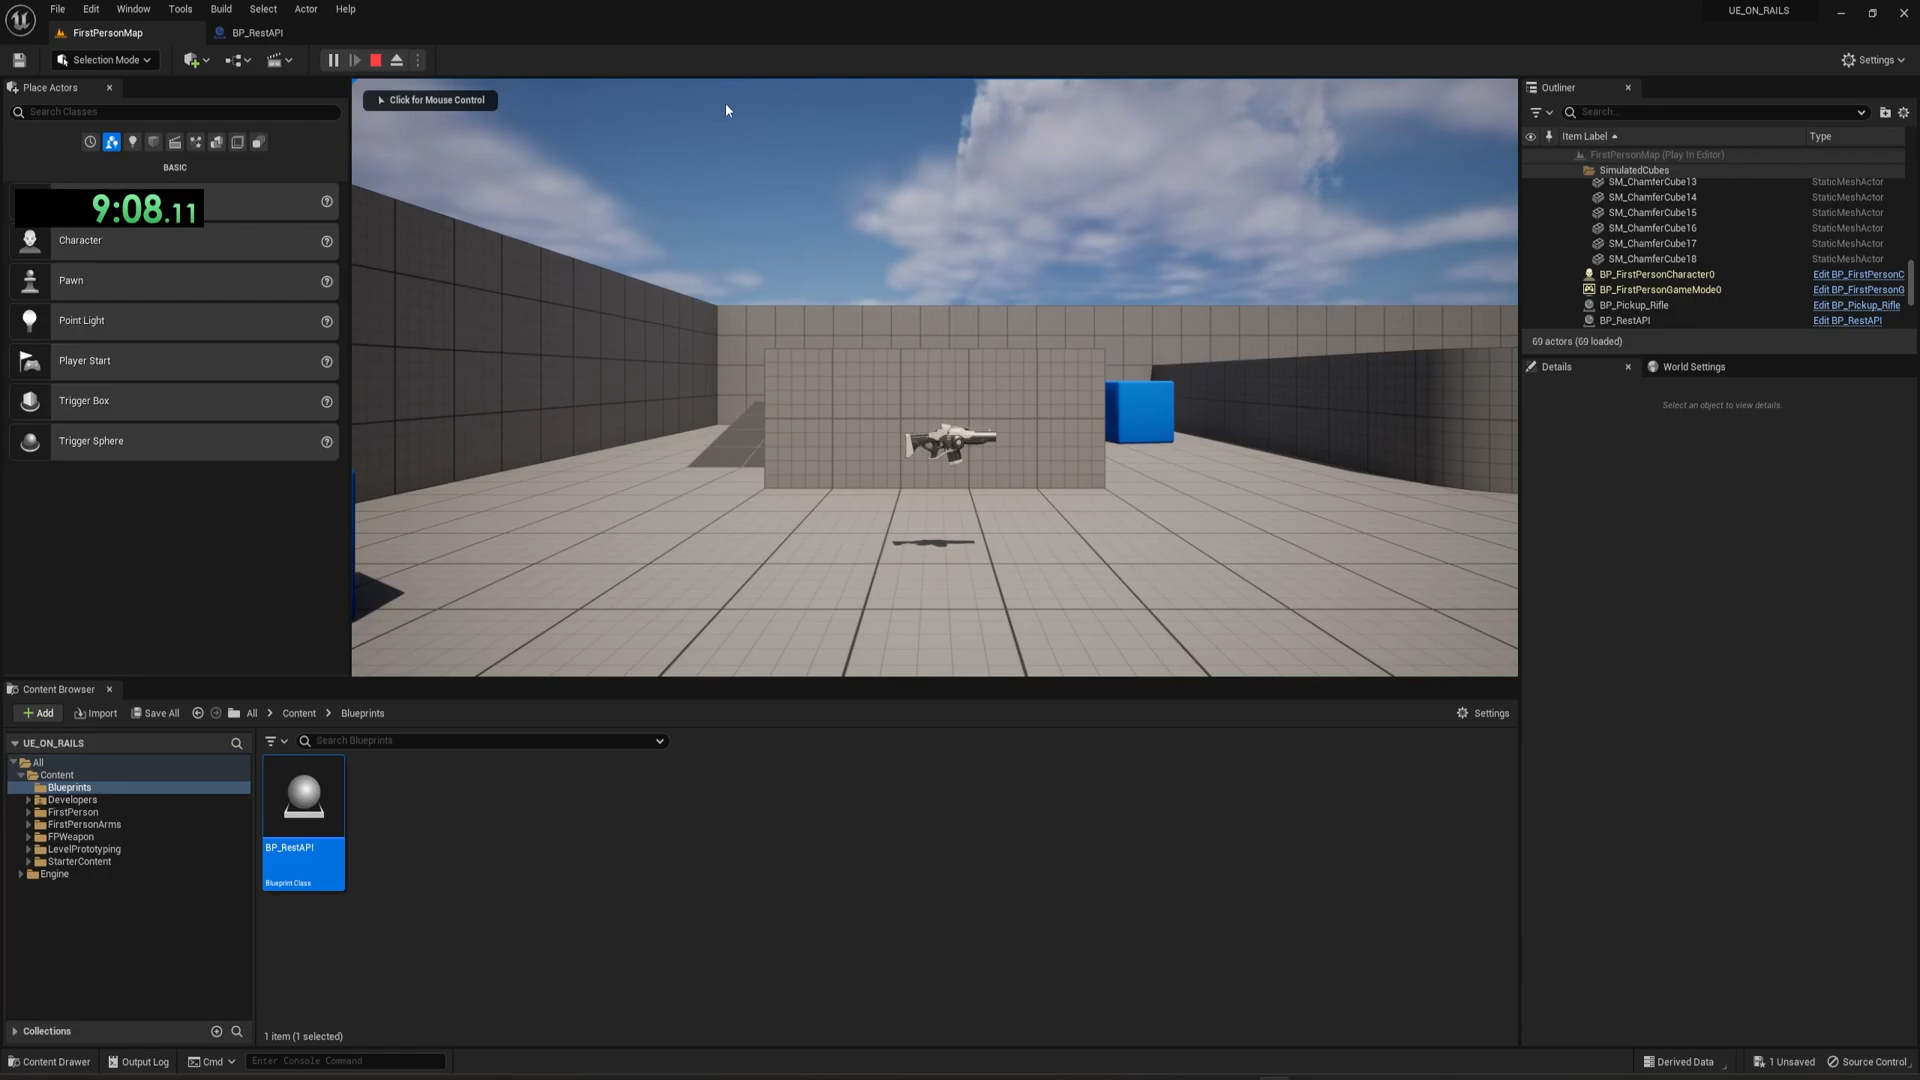 File Edit Window Tools Build Select Actor Help
UE_ON_RAILS
FirstPersonMap
BP_RestAPI
Selection Mode
Settings
Place Actors
Search Classes
BASIC
9:08.11
Character
Pawn
Point Light
Player Start
Trigger Box
Trigger Sphere
Click for Mouse Control
Outliner
Search...
Item Label Type
FirstPersonMap (Play In Editor)
SimulatedCubes
SM_ChamferCube13 StaticMeshActor
SM_ChamferCube14 StaticMeshActor
SM_ChamferCube15 StaticMeshActor
SM_ChamferCube16 StaticMeshActor
SM_ChamferCube17 StaticMeshActor
SM_ChamferCube18 StaticMeshActor
BP_FirstPersonCharacter0 Edit BP_FirstPersonC
BP_FirstPersonGameMode0 Edit BP_FirstPersonG
BP_Pickup_Rifle Edit BP_Pickup_Rifle
BP_RestAPI Edit BP_RestAPI
69 actors (69 loaded)
Details
World Settings
Select an object to view details.
Content Browser
Add Import Save All All Content Blueprints
Settings
UE_ON_RAILS
Search Blueprints
All
Content
Blueprints
Developers
FirstPerson
FirstPersonArms
FPWeapon
LevelPrototyping
StarterContent
Engine
BP_RestAPI
Blueprint Class
Collections
1 item (1 selected)
Content Drawer Output Log Cmd Enter Console Command
Derived Data 1 Unsaved Source Control